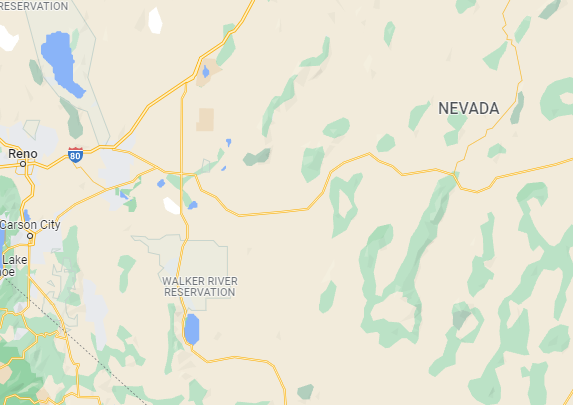 RESERVATION
NEVADA
Reno
80
Carson City
Lake
oe
WALKER RIVER
RESERVATION